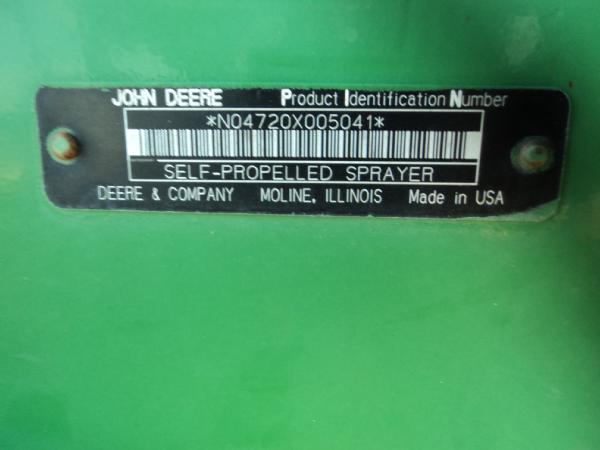 JOHN DEERE Product Identification Number
*N04720X005041*
SELF-PROPELLED SPRAYER
DEERE & COMPANY MOLINE, ILLINOIS Made in USA